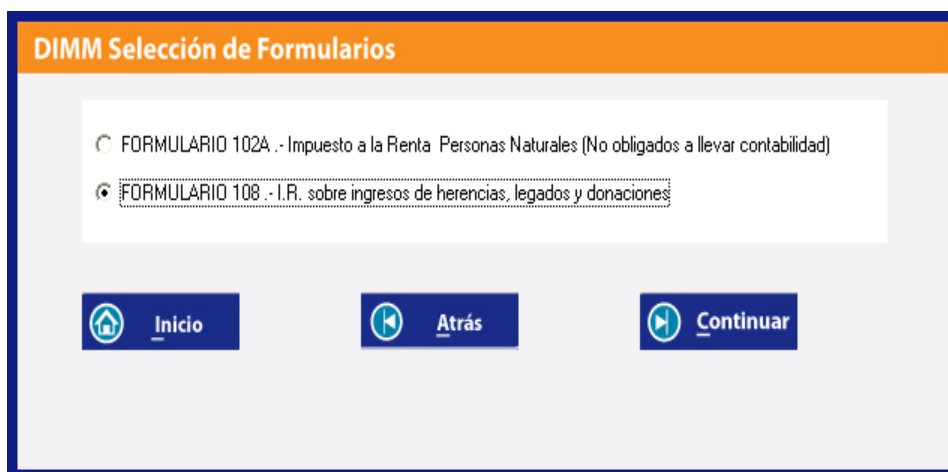 DIMM Selección de Formularios
FORMULARIO 102A .- Impuesto a la Renta Personas Naturales (No obligados a llevar contabilidad)
FORMULARIO 108 .- I.R. sobre ingresos de herencias, legados y donaciones
Inicio Atrás Continuar